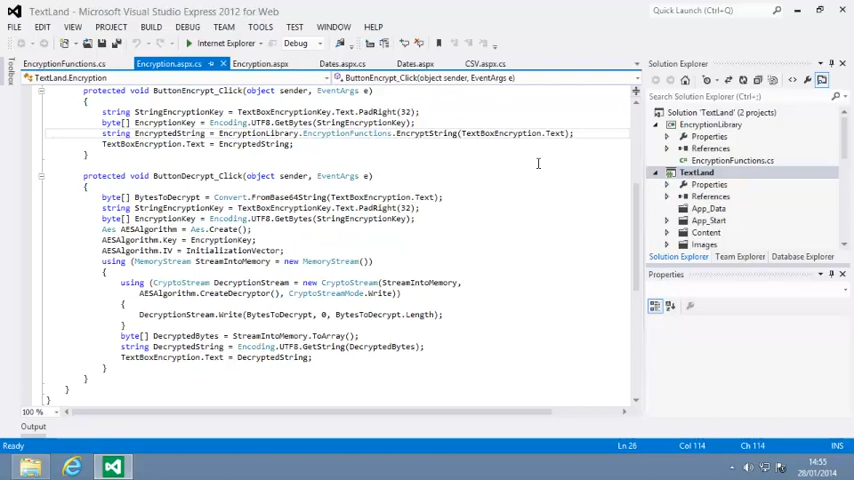 TextLand - Microsoft Visual Studio Express 2012 for Web
Quick Launch (Ctrl+Q)
FILE EDIT VIEW PROJECT BUILD DEBUG TEAM TOOLS TEST WINDOW HELP
Internet Explorer Debug
Toolbox
EncryptionFunctions.cs Encryption.aspx.cs Encryption.aspx Dates.aspx.cs Dates.aspx CSV.aspx.cs
TextLand.Encryption ButtonEncrypt_Click(object sender, EventArgs e)
protected void ButtonEncrypt_Click(object sender, EventArgs e)
{
string StringEncryptionKey = TextBoxEncryptionKey.Text.PadRight(32);
byte[] EncryptionKey = Encoding.UTF8.GetBytes(StringEncryptionKey);
string EncryptedString = EncryptionLibrary.EncryptionFunctions.EncryptString(TextBoxEncryption.Text);
TextBoxEncryption.Text = EncryptedString;
}
protected void ButtonDecrypt_Click(object sender, EventArgs e)
{
byte[] BytesToDecrypt = Convert.FromBase64String(TextBoxEncryption.Text);
string StringEncryptionKey = TextBoxEncryptionKey.Text.PadRight(32);
byte[] EncryptionKey = Encoding.UTF8.GetBytes(StringEncryptionKey);
Aes AESAlgorithm = Aes.Create();
AESAlgorithm.Key = EncryptionKey;
AESAlgorithm.IV = InitializationVector;
using (MemoryStream StreamIntoMemory = new MemoryStream())
{
using (CryptoStream DecryptionStream = new CryptoStream(StreamIntoMemory,
AESAlgorithm.CreateDecryptor(), CryptoStreamMode.Write))
{
DecryptionStream.Write(BytesToDecrypt, 0, BytesToDecrypt.Length);
}
byte[] DecryptedBytes = StreamIntoMemory.ToArray();
string DecryptedString = Encoding.UTF8.GetString(DecryptedBytes);
TextBoxEncryption.Text = DecryptedString;
}
}
}
}
100 %
Output
Solution Explorer
Search Solution Explorer (Ctrl+;)
Solution 'TextLand' (2 projects)
EncryptionLibrary
Properties
References
EncryptionFunctions.cs
TextLand
Properties
References
App_Data
App_Start
Content
Images
Solution Explorer Team Explorer Database Explorer
Properties
Ready Ln 26 Col 114 Ch 114 INS
14:55
28/01/2014